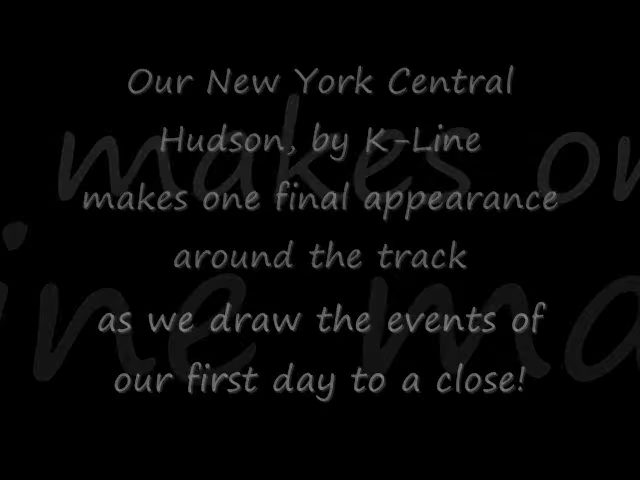 Our New York Central
Hudson, by K-Line
makes one final appearance
around the track
as we draw the events of
our first day to a close!